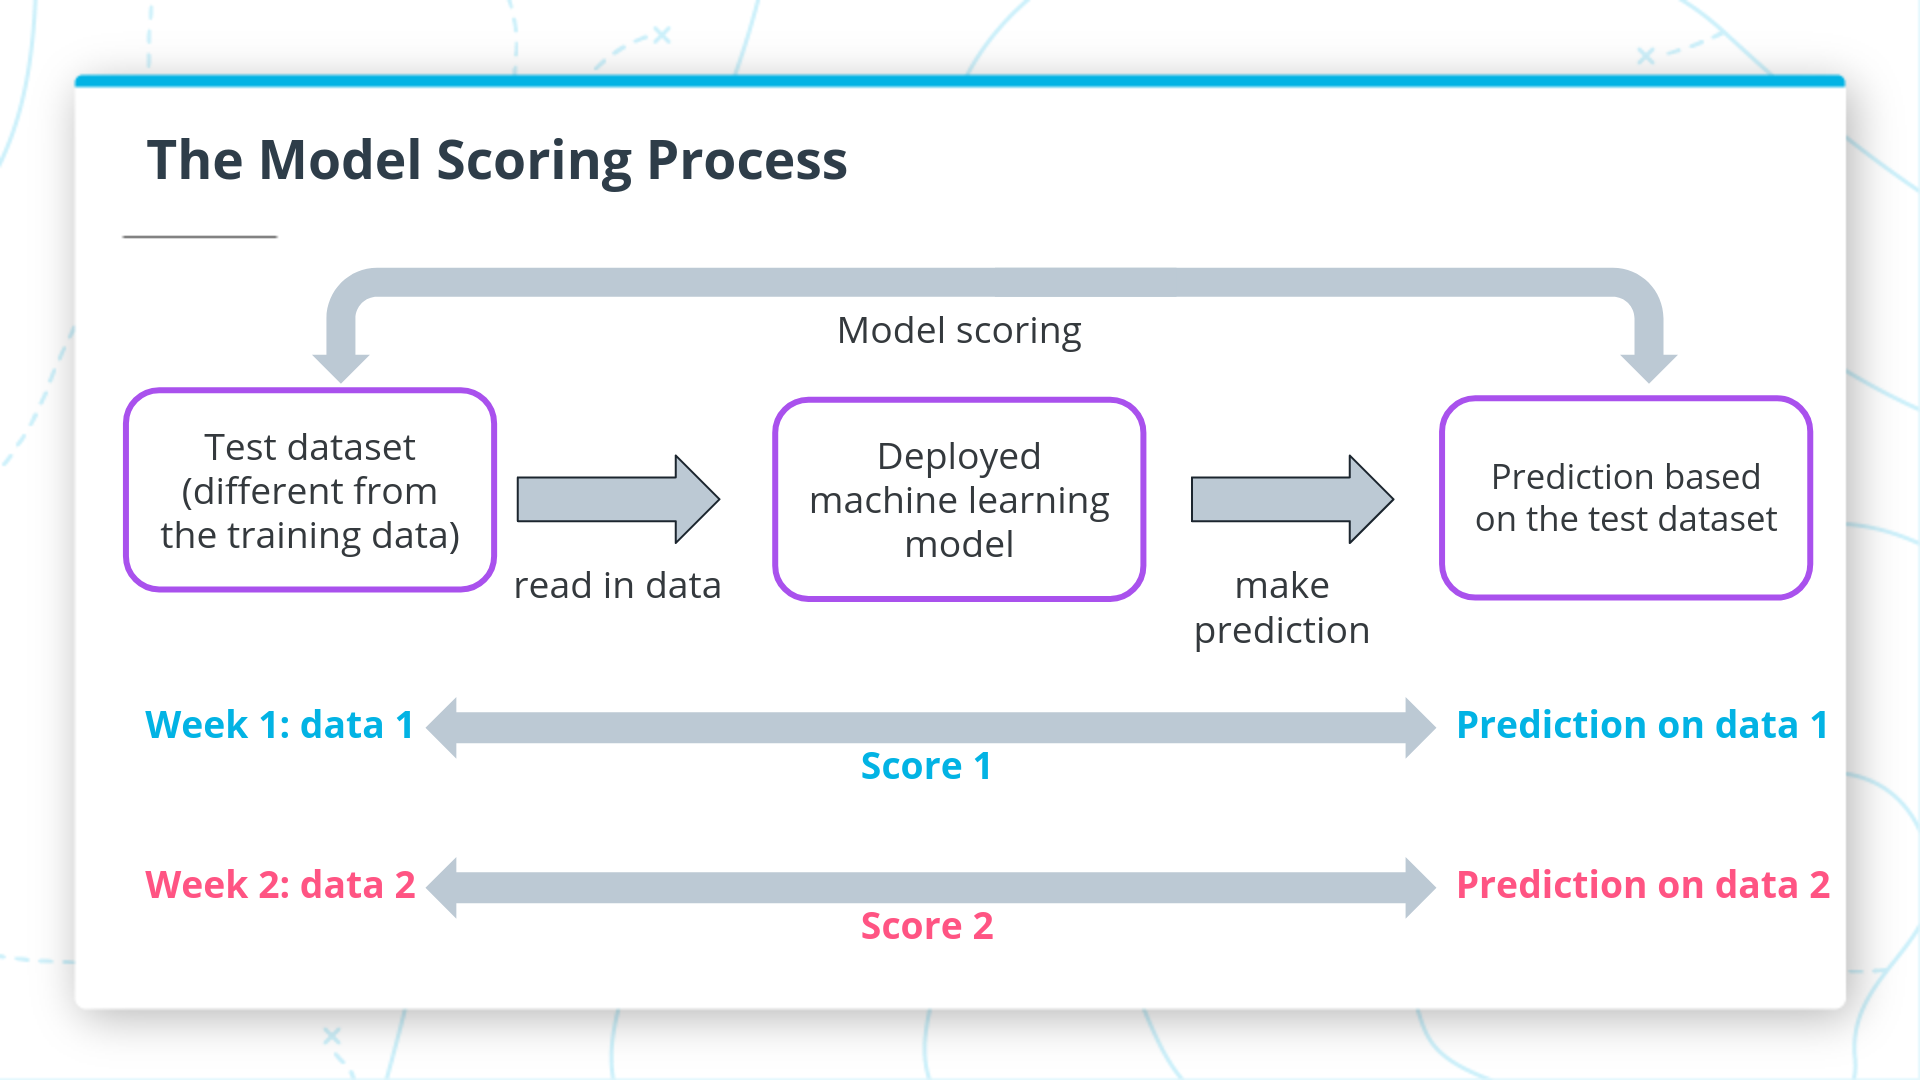 The Model Scoring Process
Model scoring
Test dataset
(different from
the training data)
read in data
Deployed
machine learning
model
make
prediction
Prediction based
on the test dataset
Week 1: data 1
Score 1
Prediction on data 1
Week 2: data 2
Score 2
Prediction on data 2